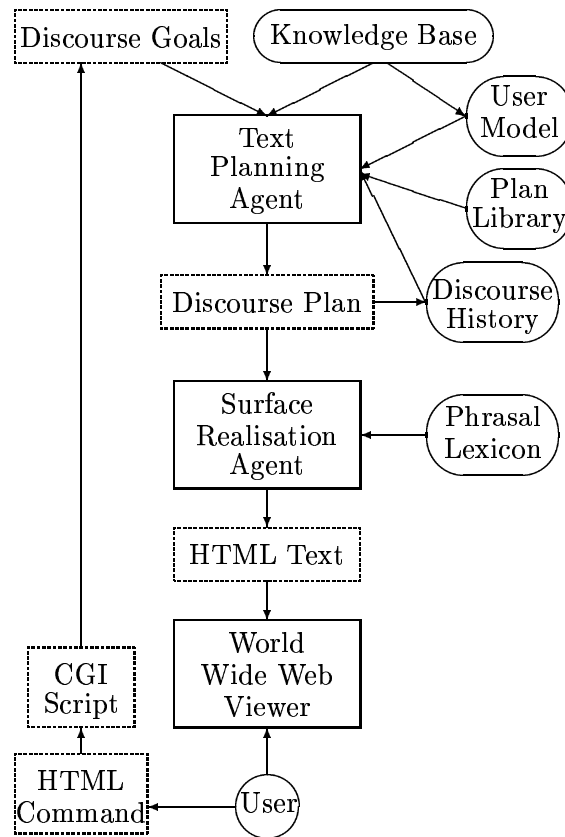 Discourse Goals
Knowledge Base
User
Model
Text
Planning
Agent
Plan
Library
Discourse Plan
Discourse
History
Surface
Realisation
Agent
Phrasal
Lexicon
HTML Text
World
Wide Web
Viewer
CGI
Script
HTML
Command
User